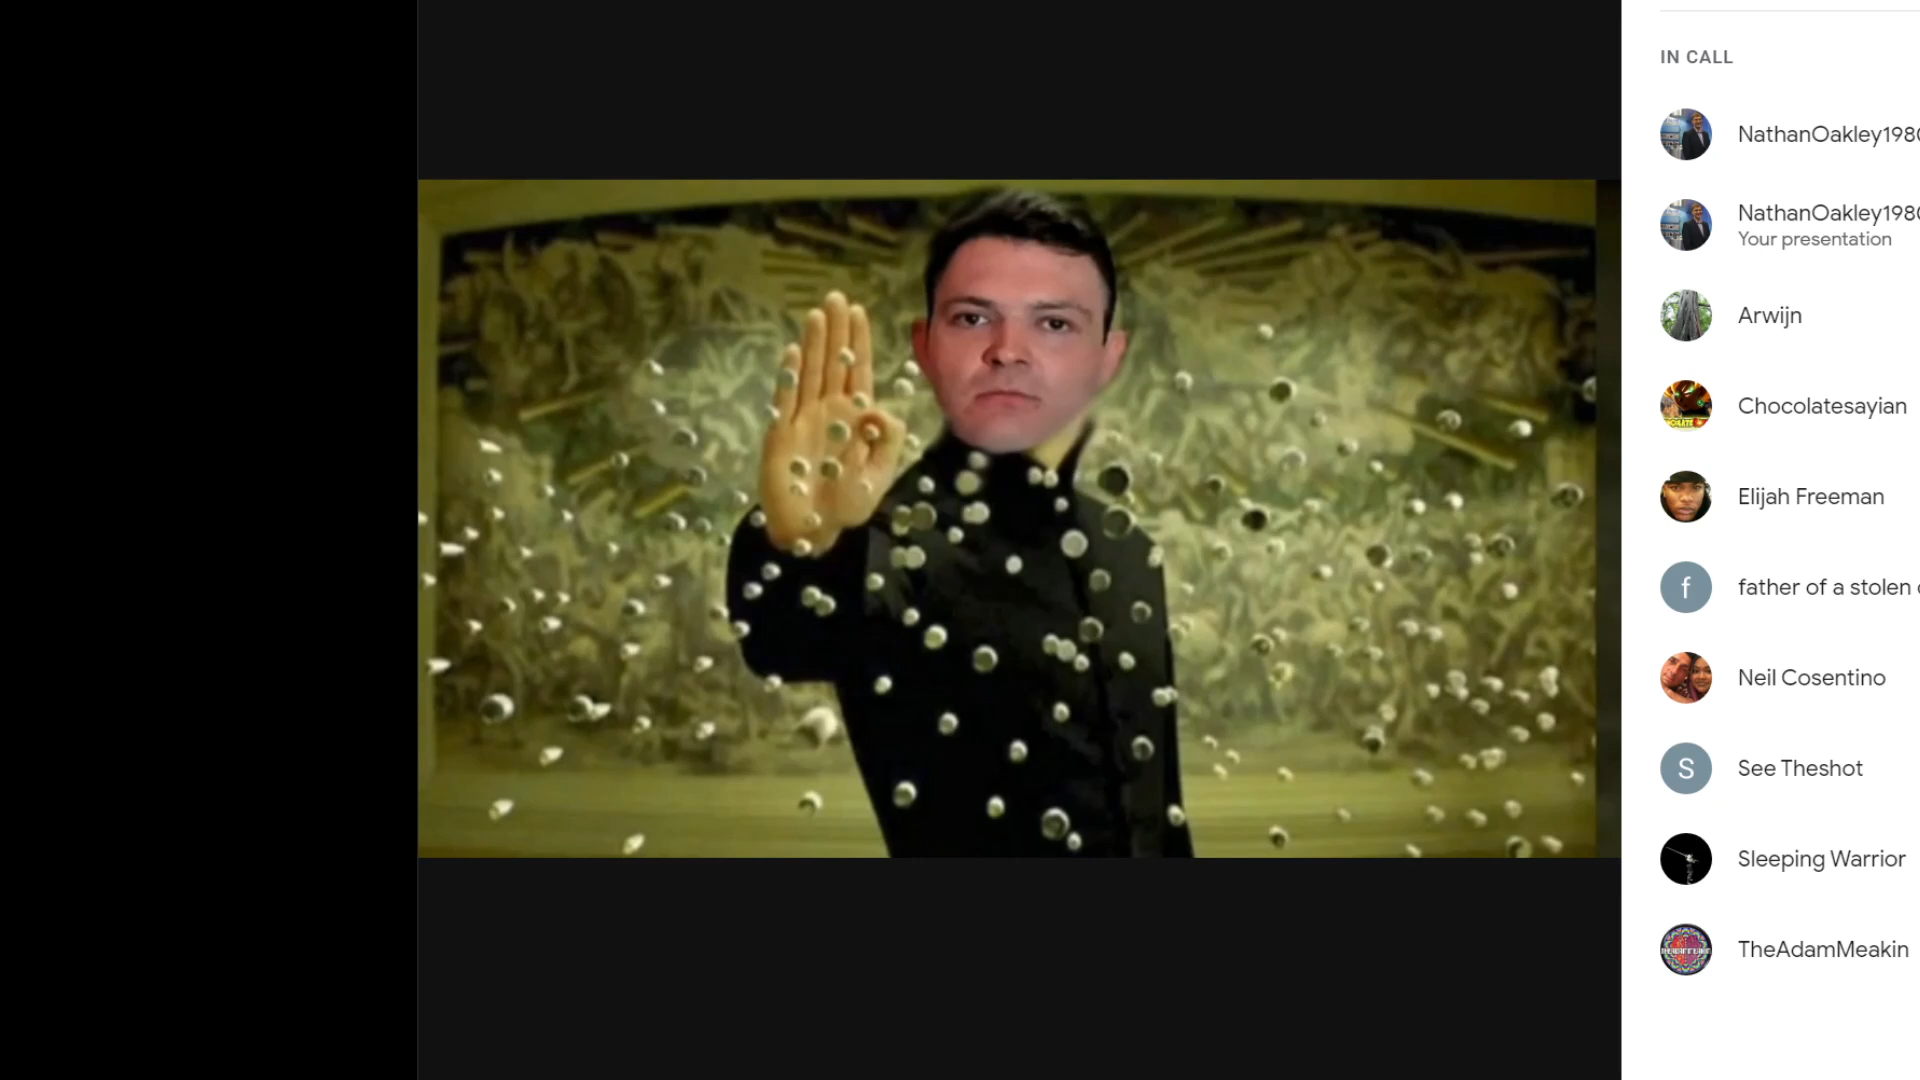 IN CALL
NathanOakley198
NathanOakley198
Your presentation
Arwijn
Chocolatesayian
Elijah Freeman
f
father of a stolen
Neil Cosentino
S
See Theshot
Sleeping Warrior
TheAdamMeakin